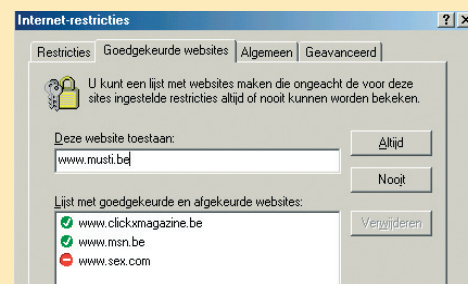 Internet-restricties
Restricties Goedgekeurde websites Algemeen Geavanceerd
U kunt een lijst met websites maken die ongeacht de voor deze
sites ingestelde restricties altijd of nooit kunnen worden bekeken.
Deze website toestaan:
www.musti.be
Altijd
Nooit
Lijst met goedgekeurde en afgekeurde websites:
www.clickxmagazine.be
www.msn.be
www.sex.com
Verwijderen